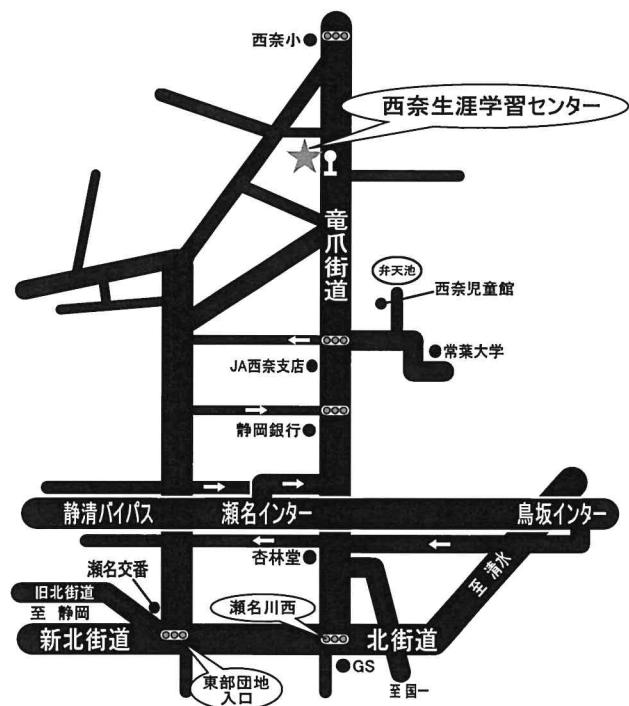 西奈小
西奈生涯学習センター
竜爪街道
弁天池
西奈児童館
常葉大学
JA西奈支店
静岡銀行
静清バイパス
瀬名インター
鳥坂インター
杏林堂
至 清水
瀬名交番
旧北街道
至 静岡
瀬名川西
新北街道
北街道
GS
東部団地
入口
至国一